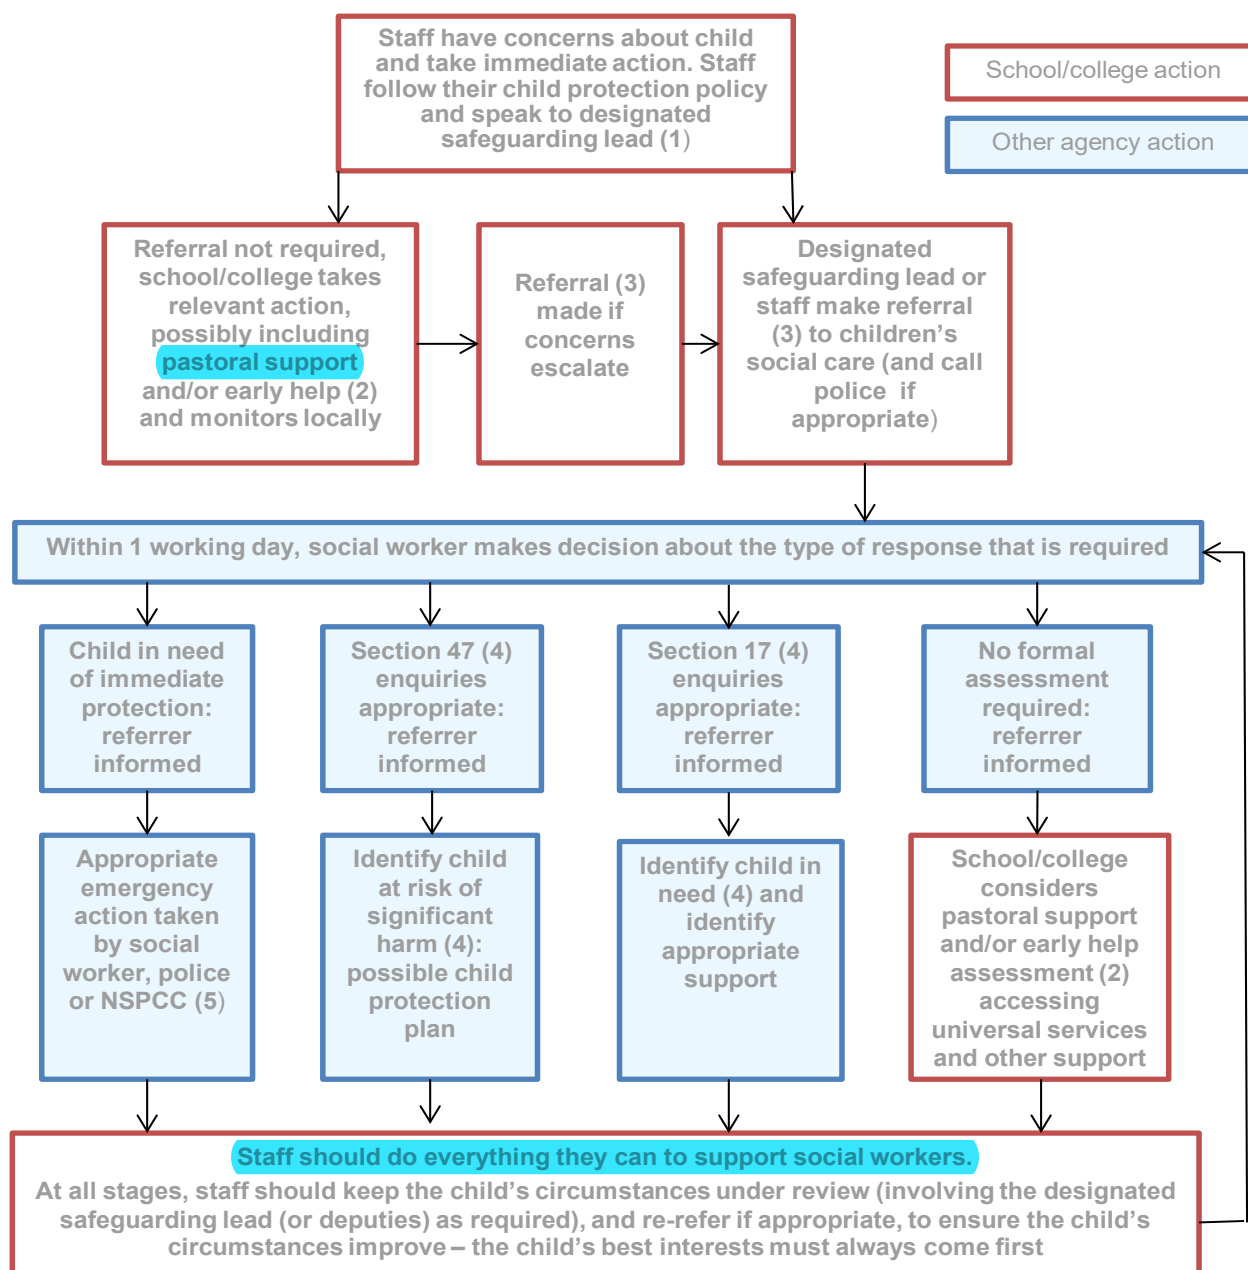 Staff have concerns about child
and take immediate action. Staff
follow their child protection policy
and speak to designated
safeguarding lead (1)
School/college action
Other agency action
Referral not required,
school/college takes
relevant action,
possibly including
pastoral support
and/or early help (2)
and monitors locally
Referral (3)
made if
concerns
escalate
Designated
safeguarding lead or
staff make referral
(3) to children’s
social care (and call
police if
appropriate)
Within 1 working day, social worker makes decision about the type of response that is required
Child in need
of immediate
protection:
referrer
informed
Section 47 (4)
enquiries
appropriate:
referrer
informed
Section 17 (4)
enquiries
appropriate:
referrer
informed
No formal
assessment
required:
referrer
informed
Appropriate
emergency
action taken
by social
worker, police
or NSPCC (5)
Identify child
at risk of
significant
harm (4):
possible child
protection
plan
Identify child in
need (4) and
identify
appropriate
support
School/college
considers
pastoral support
and/or early help
assessment (2)
accessing
universal services
and other support
Staff should do everything they can to support social workers.
At all stages, staff should keep the child’s circumstances under review (involving the designated
safeguarding lead (or deputies) as required), and re-refer if appropriate, to ensure the child’s
circumstances improve – the child’s best interests must always come first